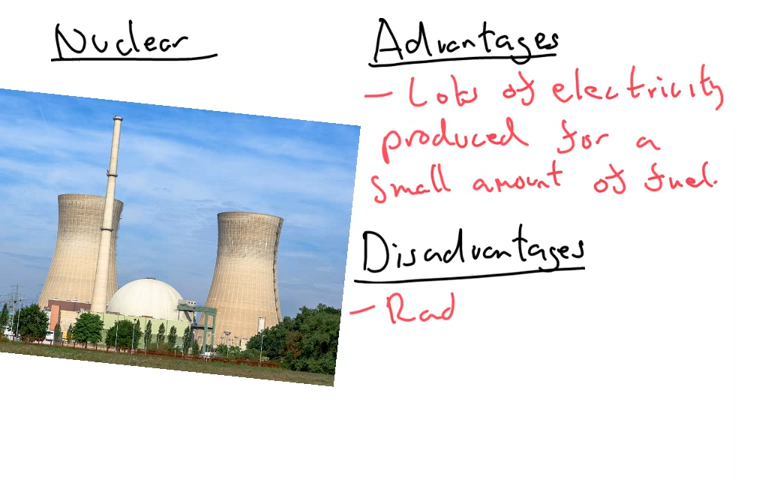 Nuclear
Advantages
- Lots of electricity
produced for a
small amount of fuel.
Disadvantages
- Rad